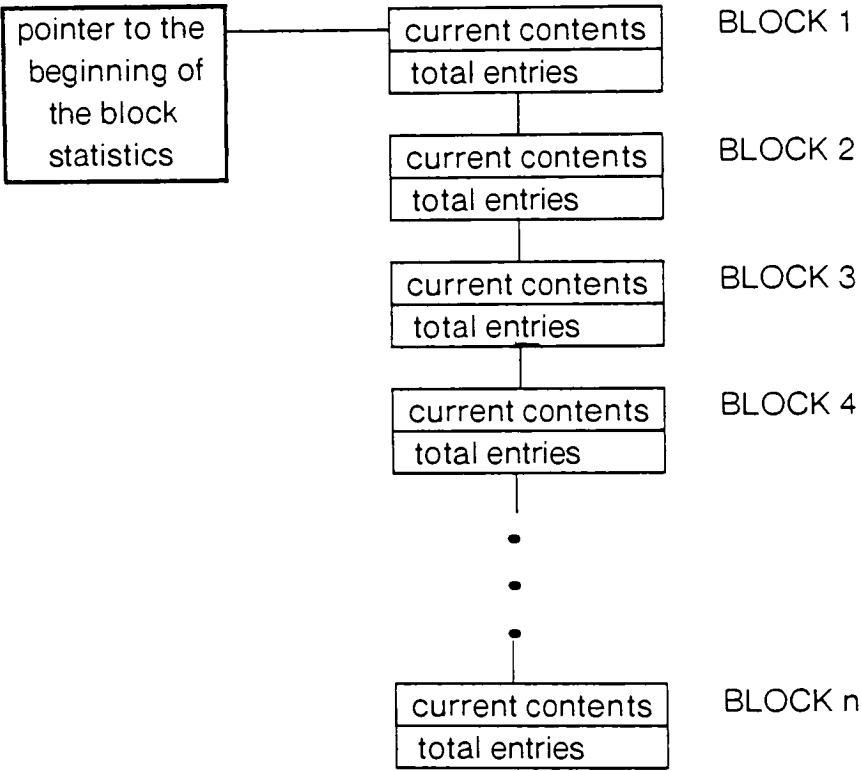 pointer to the
beginning of
the block
statistics
current contents
total entries
BLOCK 1
current contents
total entries
BLOCK 2
current contents
total entries
BLOCK 3
current contents
total entries
BLOCK 4
current contents
total entries
BLOCK n